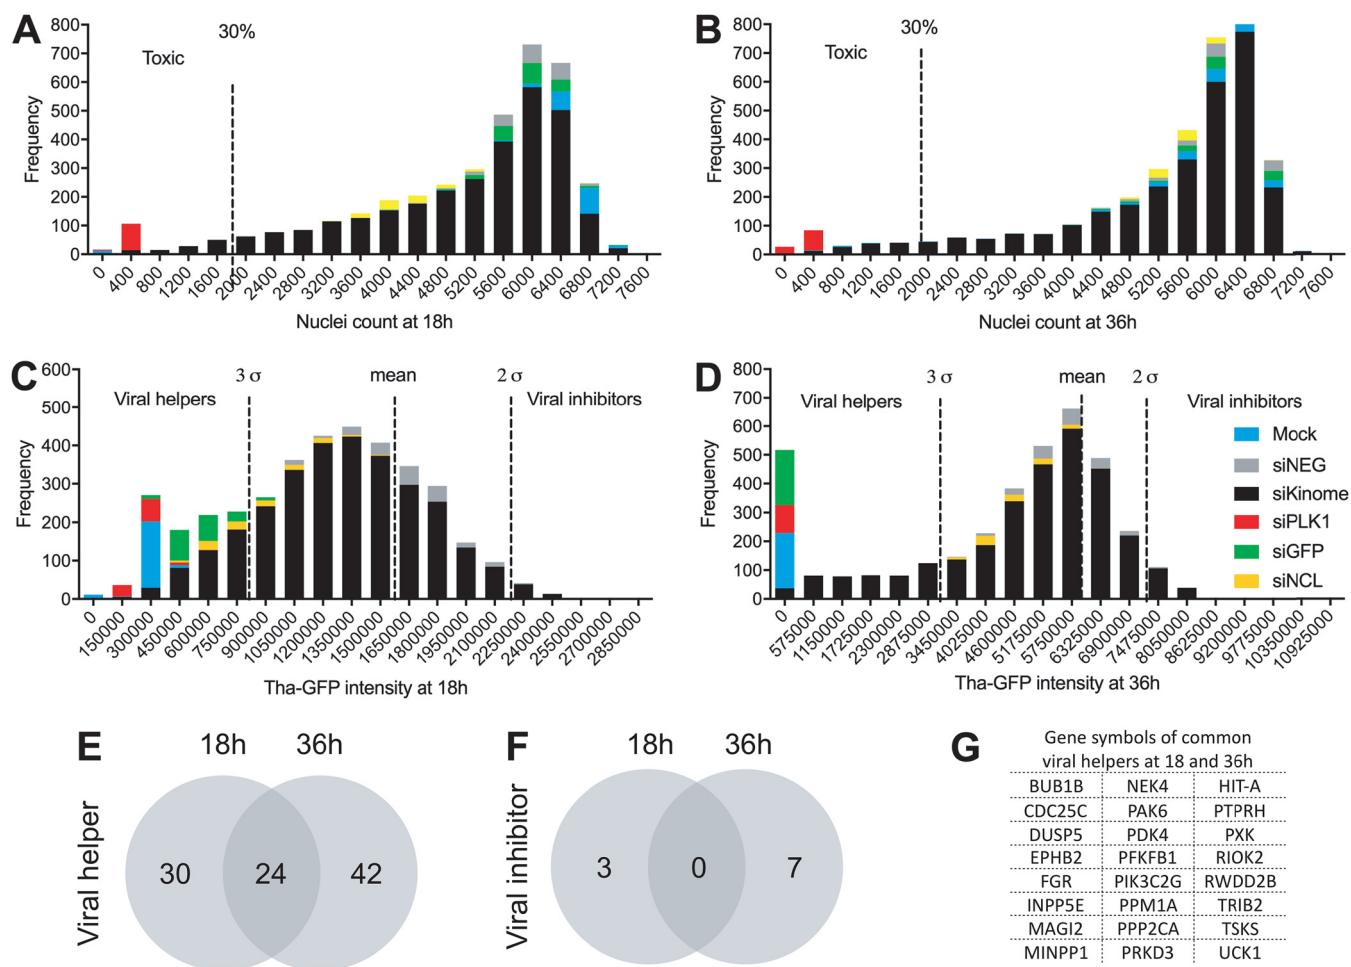 A
30%
Toxic
Frequency
800
700
600
500
400
300
200
100
0
0 400 800 1200 1600 2000 2400 2800 3200 3600 4000 4400 4800 5200 5600 6000 6400 6800 7200 7600
Nuclei count at 18h
B
30%
Toxic
Frequency
800
700
600
500
400
300
200
100
0
0 400 800 1200 1600 2000 2400 2800 3200 3600 4000 4400 4800 5200 5600 6000 6400 6800 7200 7600
Nuclei count at 36h
C
3 σ mean 2 σ
Viral helpers Viral inhibitors
Frequency
600
500
400
300
200
100
0
0 150000 300000 450000 600000 750000 900000 1050000 1200000 1350000 1500000 1650000 1800000 1950000 2100000 2250000 2400000 2550000 2700000 2850000
Tha-GFP intensity at 18h
D
3 σ mean 2 σ
Viral helpers Viral inhibitors
Frequency
800
700
600
500
400
300
200
100
0
0 575000 1150000 1725000 2300000 2875000 3450000 4025000 4600000 5175000 5750000 6325000 6900000 7475000 8050000 8625000 9200000 9775000 10350000 10925000
Tha-GFP intensity at 36h
Mock
siNEG
siKinome
siPLK1
siGFP
siNCL
E
18h 36h
Viral helper
30 24 42
F
18h 36h
Viral inhibitor
3 0 7
G
Gene symbols of common
viral helpers at 18 and 36h
BUB1B NEK4 HIT-A
CDC25C PAK6 PTPRH
DUSP5 PDK4 PXK
EPHB2 PFKFB1 RIOK2
FGR PIK3C2G RWDD2B
INPP5E PPM1A TRIB2
MAGI2 PPP2CA TSKS
MINPP1 PRKD3 UCK1